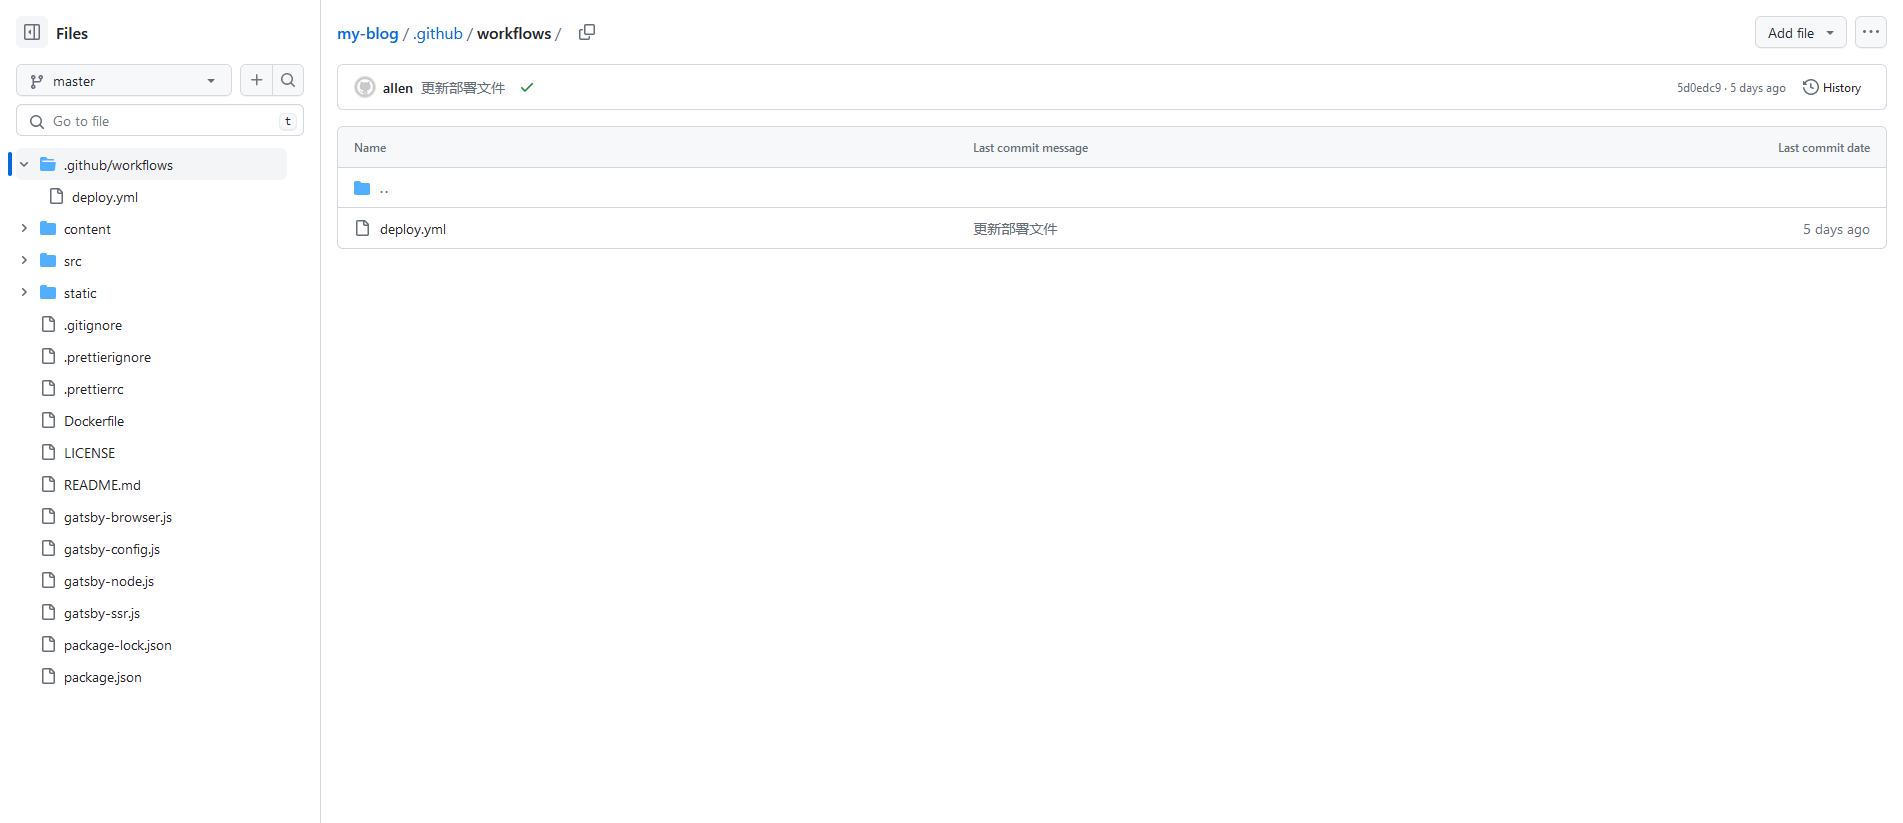 Files
master
Go to file
t
.github/workflows
deploy.yml
content
src
static
.gitignore
.prettierignore
.prettierrc
Dockerfile
LICENSE
README.md
gatsby-browser.js
gatsby-config.js
gatsby-node.js
gatsby-ssr.js
package-lock.json
package.json
my-blog / .github / workflows /
Add file
allen 更新部署文件
5d0edc9 · 5 days ago
History
Name Last commit message Last commit date
..
deploy.yml 更新部署文件 5 days ago